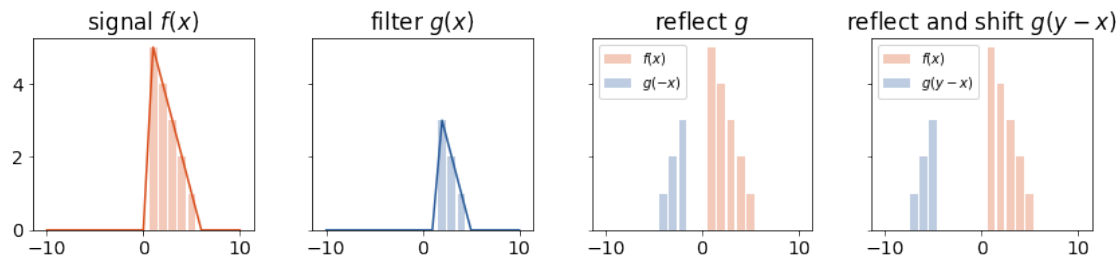 signal f(x)
4
2
0
−10
0
10
filter g(x)
−10
0
10
reflect g
f(x)
g(−x)
−10
0
10
reflect and shift g(y − x)
f(x)
g(y − x)
−10
0
10